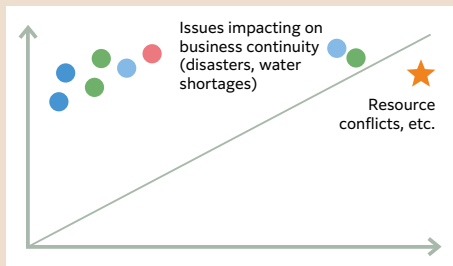 Issues impacting on
business continuity
(disasters, water
shortages)
Resource
conflicts, etc.